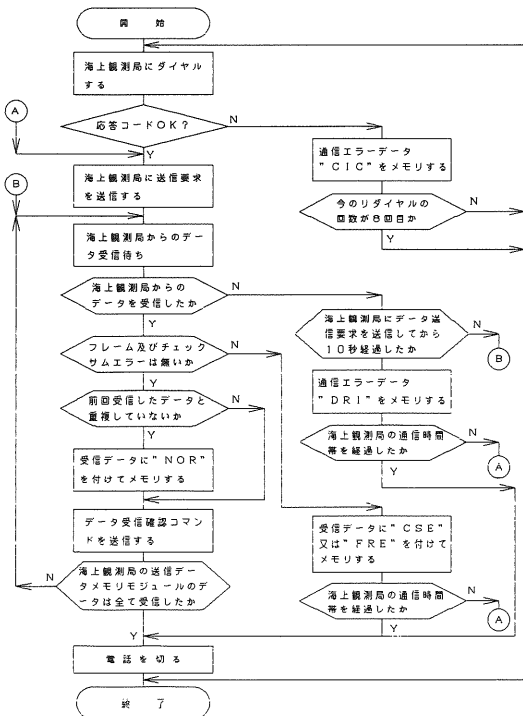 開始
海上観測局にダイヤル
する
応答コードOK?
N
Y
A
通信エラーデータ
"CIC"をメモリする
今のリダイヤルの
回数が8回目か
N
Y
海上観測局に送信要求
を送信する
B
海上観測局からのデー
タ受信待ち
海上観測局からの
データを受信したか
N
Y
海上観測局にデータ送
信要求を送信してから
10秒経過したか
N
B
Y
フレーム及びチェック
サムエラーは無いか
N
Y
通信エラーデータ
"DRI"をメモリする
前回受信したデータと
重複していないか
N
Y
海上観測局の通信時間
帯を経過したか
N
A
Y
受信データに"NOR"
を付けてメモリする
データ受信確認コマン
ドを送信する
受信データに"CSE"
又は"FRE"を付けて
メモリする
海上観測局の送信デー
タメモリモジュールのデー
タは全て受信したか
N
Y
海上観測局の通信時間
帯を経過したか
N
A
Y
電話を切る
終了